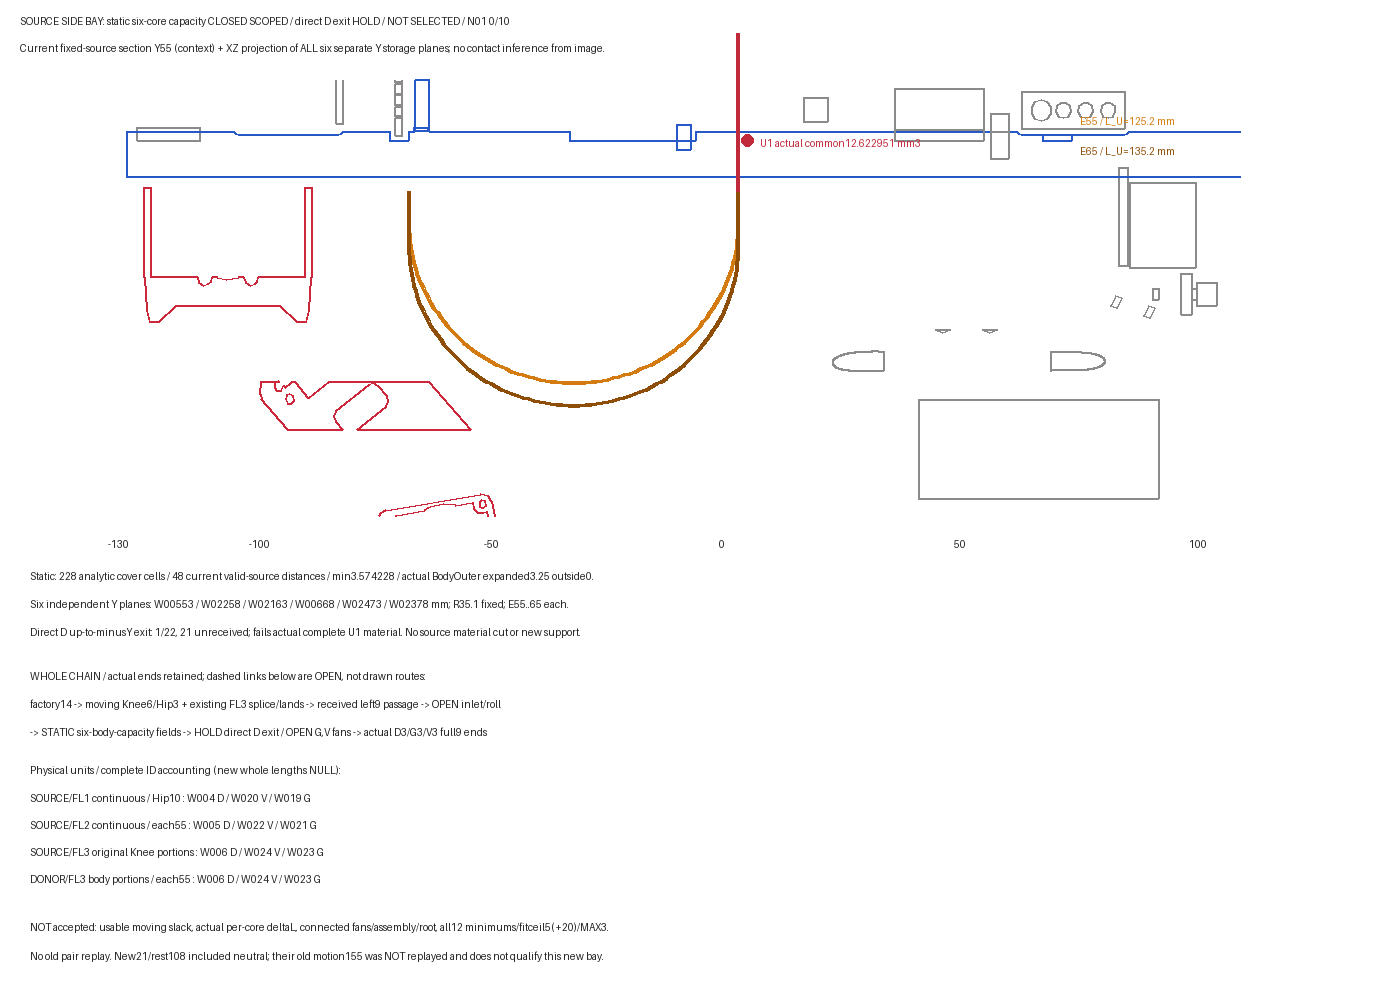 SOURCE SIDE BAY: static six-core capacity CLOSED SCOPED / direct D exit HOLD / NOT SELECTED / N01 0/10
Current fixed-source section Y55 (context) + XZ projection of ALL six separate Y storage planes; no contact inference from image.
E55 / L_U=125.2 mm
U1 actual common 12.622951 mm3
E65 / L_U=135.2 mm
-130 -100 -50 0 50 100
Static: 228 analytic cover cells / 48 current valid-source distances / min3.574228 / actual BodyOuter expanded3.25 outside0.
Six independent Y planes: W00553 / W02258 / W02163 / W00668 / W02473 / W02378 mm; R35.1 fixed; E55..65 each.
Direct D up-to-minusY exit: 1/22, 21 unreceived; fails actual complete U1 material. No source material cut or new support.
WHOLE CHAIN / actual ends retained; dashed links below are OPEN, not drawn routes:
factory14 -> moving Knee6/Hip3 + existing FL3 splice/lands -> received left9 passage -> OPEN inlet/roll
-> STATIC six-body-capacity fields -> HOLD direct D exit / OPEN G,V fans -> actual D3/G3/V3 full9 ends
Physical units / complete ID accounting (new whole lengths NULL):
SOURCE/FL1 continuous / Hip10 : W004 D / W020 V / W019 G
SOURCE/FL2 continuous / each55 : W005 D / W022 V / W021 G
SOURCE/FL3 original Knee portions : W006 D / W024 V / W023 G
DONOR/FL3 body portions / each55 : W006 D / W024 V / W023 G
NOT accepted: usable moving slack, actual per-core deltaL, connected fans/assembly/root, all12 minimums/fitceil5(+20)/MAX3.
No old pair replay. New21/rest108 included neutral; their old motion155 was NOT replayed and does not qualify this new bay.